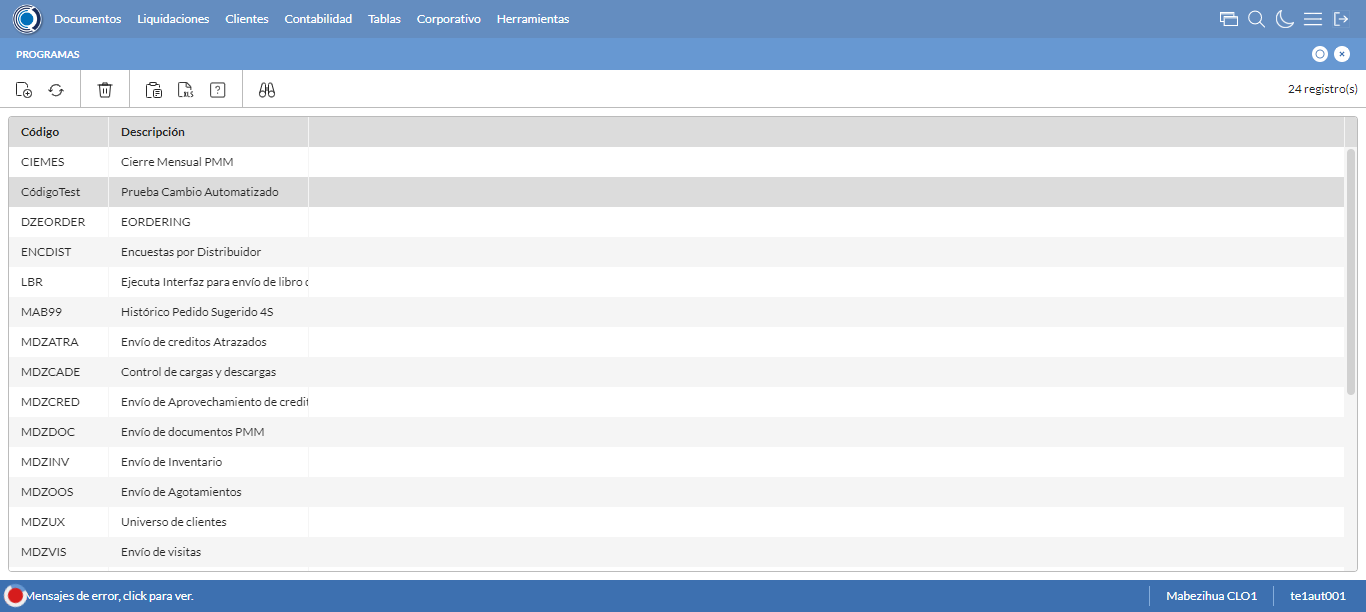 Documentos Liquidaciones Clientes Contabilidad Tablas Corporativo Herramientas
PROGRAMAS
XLS ? 24 registro(s)
Código Descripción
CIEMES Cierre Mensual PMM
CódigoTest Prueba Cambio Automatizado
DZEORDER EORDERING
ENCDIST Encuestas por Distribuidor
LBR Ejecuta Interfaz para envío de libro
MAB99 Histórico Pedido Sugerido 4S
MDZATRA Envío de creditos Atrazados
MDZCADE Control de cargas y descargas
MDZCRED Envío de Aprovechamiento de credit
MDZDOC Envío de documentos PMM
MDZINV Envío de Inventario
MDZOOS Envío de Agotamientos
MDZUX Universo de clientes
MDZVIS Envío de visitas
Mensajes de error, click para ver. Mabezihua CLO1 te1aut001